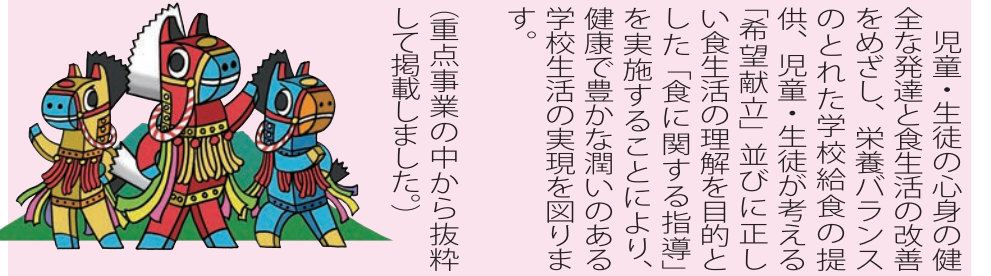 児童・生徒の心身の健
全な発達と食生活の改善
をめざし、栄養バランス
のとれた学校給食の提
供、児童・生徒が考える
「希望献立」並びに正し
い食生活の理解を目的と
した「食に関する指導」
を実施することにより、
健康で豊かな潤いのある
学校生活の実現を図りま
す。
（重点事業の中から抜粋
して掲載しました。）